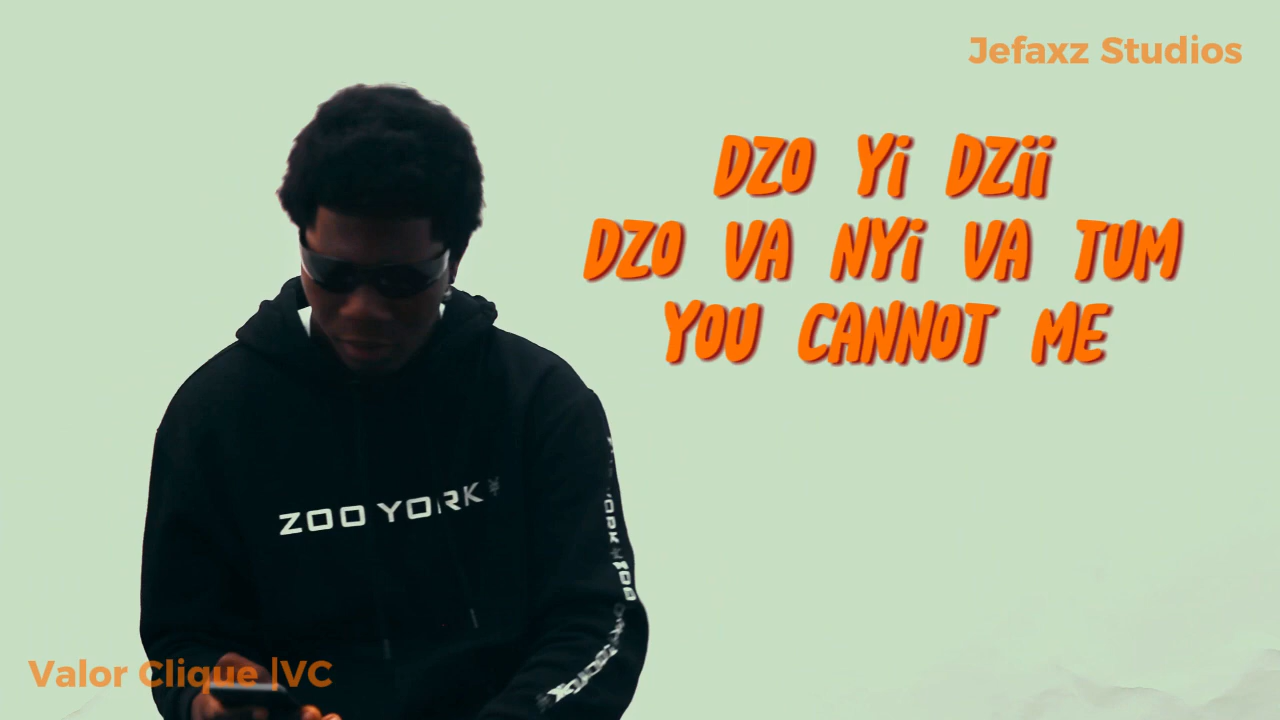 Jefaxz Studios
DZO Yi DZii
DZO VA NYi VA TUM
YOU CANNOT ME
ZOO YORK
Valor Clique |VC